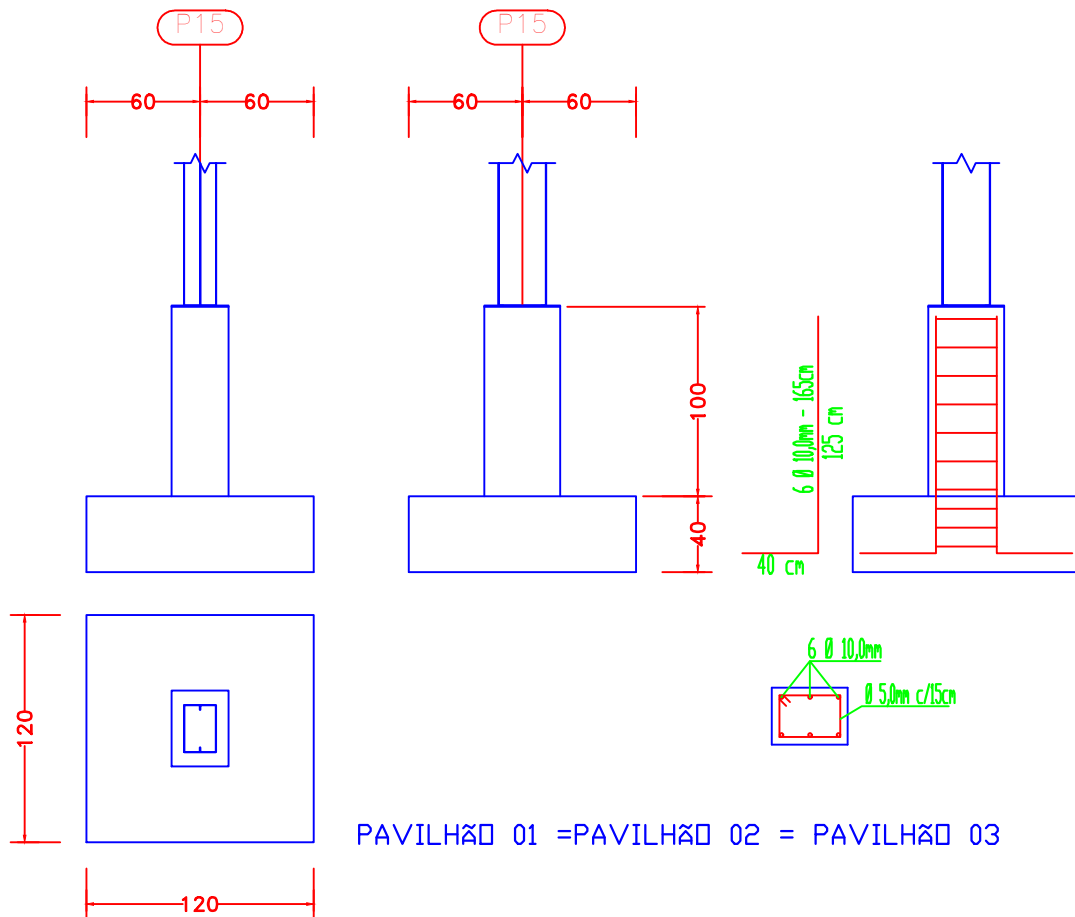 P15
P15
60
60
60
60
100
6 Ø 10,0mm - 165cm
125 cm
40
40 cm
6 Ø 10,0mm
Ø 5,0mm c/15cm
120
PAVILHÃO 01 =PAVILHÃO 02 = PAVILHÃO 03
120